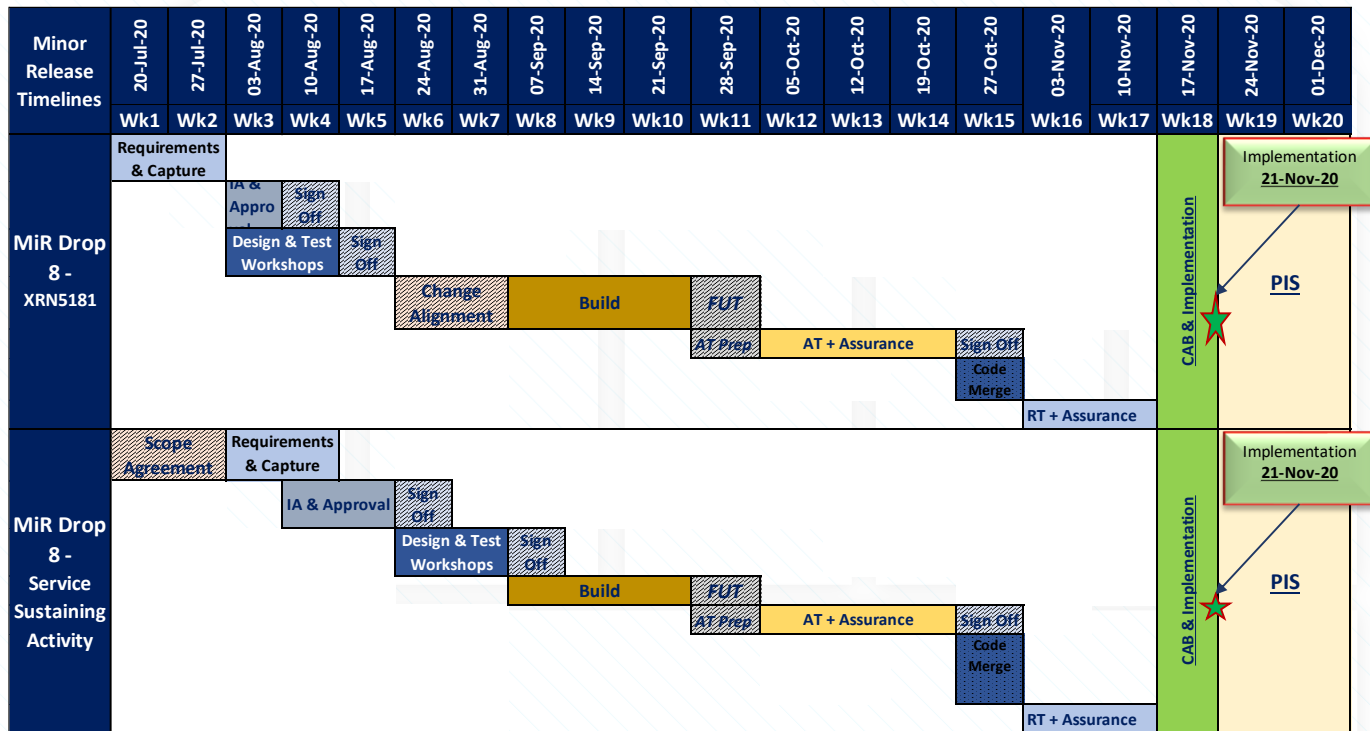 Minor
Release
Timelines
20-Jul-20
27-Jul-20
03-Aug-20
10-Aug-20
17-Aug-20
24-Aug-20
31-Aug-20
07-Sep-20
14-Sep-20
21-Sep-20
28-Sep-20
05-Oct-20
12-Oct-20
19-Oct-20
27-Oct-20
03-Nov-20
10-Nov-20
17-Nov-20
24-Nov-20
01-Dec-20
Wk1 Wk2 Wk3 Wk4 Wk5 Wk6 Wk7 Wk8 Wk9 Wk10 Wk11 Wk12 Wk13 Wk14 Wk15 Wk16 Wk17 Wk18 Wk19 Wk20
MiR Drop
8 -
XRN5181
Requirements
& Capture
IA &
Appro
Sign
Off
Design & Test
Workshops
Sign
Off
Change
Alignment
Build
FUT
AT Prep
AT + Assurance
Sign Off
Code
Merge
RT + Assurance
CAB & Implementation
Implementation
21-Nov-20
PIS
MiR Drop
8 -
Service
Sustaining
Activity
Scope
Agreement
Requirements
& Capture
IA & Approval
Sign
Off
Design & Test
Workshops
Sign
Off
Build
FUT
AT Prep
AT + Assurance
Sign Off
Code
Merge
RT + Assurance
CAB & Implementation
Implementation
21-Nov-20
PIS